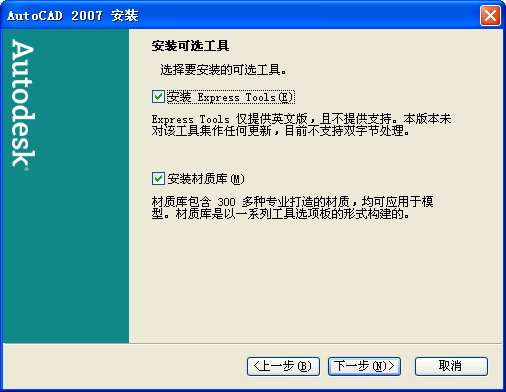 AutoCAD 2007 安装
Autodesk®
安装可选工具
选择要安装的可选工具。
安装 Express Tools(E)
Express Tools 仅提供英文版，且不提供支持。本版本未
对该工具集作任何更新，目前不支持双字节处理。
安装材质库(M)
材质库包含 300 多种专业打造的材质，均可应用于模
型。材质库是以一系列工具选项板的形式构建的。
<上一步(B)
下一步(N)>
取消